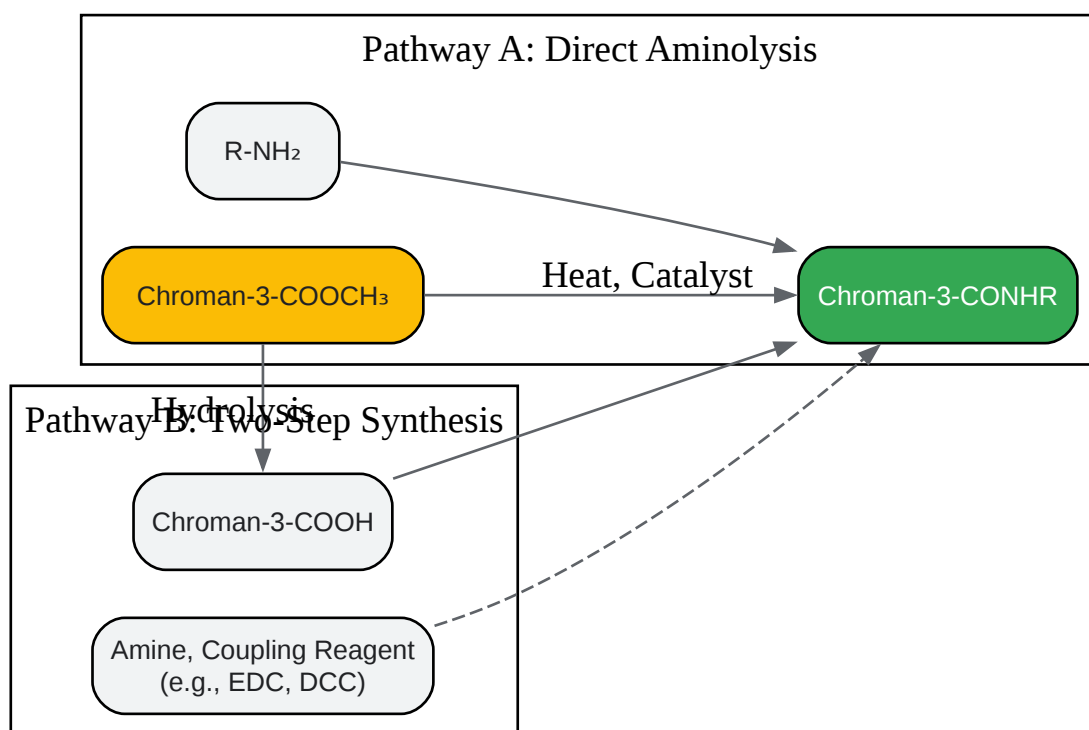 Pathway A: Direct Aminolysis
R-NH₂
Chroman-3-COOCH₃
Heat, Catalyst
Chroman-3-CONHR
Hydrolysis
Pathway B: Two-Step Synthesis
Chroman-3-COOH
Amine, Coupling Reagent
(e.g., EDC, DCC)